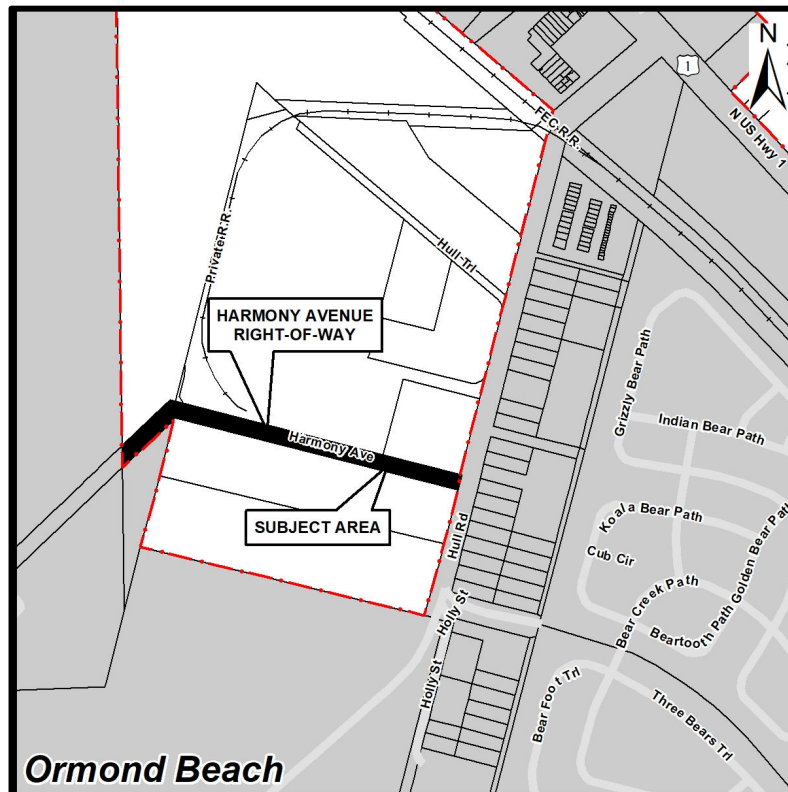 N
1
N US Hwy 1
FEC R.R.
Private R.R.
Hull Trl
HARMONY AVENUE
RIGHT-OF-WAY
Harmony Ave
SUBJECT AREA
Grizzly Bear Path
Indian Bear Path
Koala Bear Path
Golden Bear Path
Hull Rd
Cub Cir
Bear Creek Path
Beartooth Path
Holly St
Holly St
Bear Foot Trl
Three Bears Trl
Ormond Beach